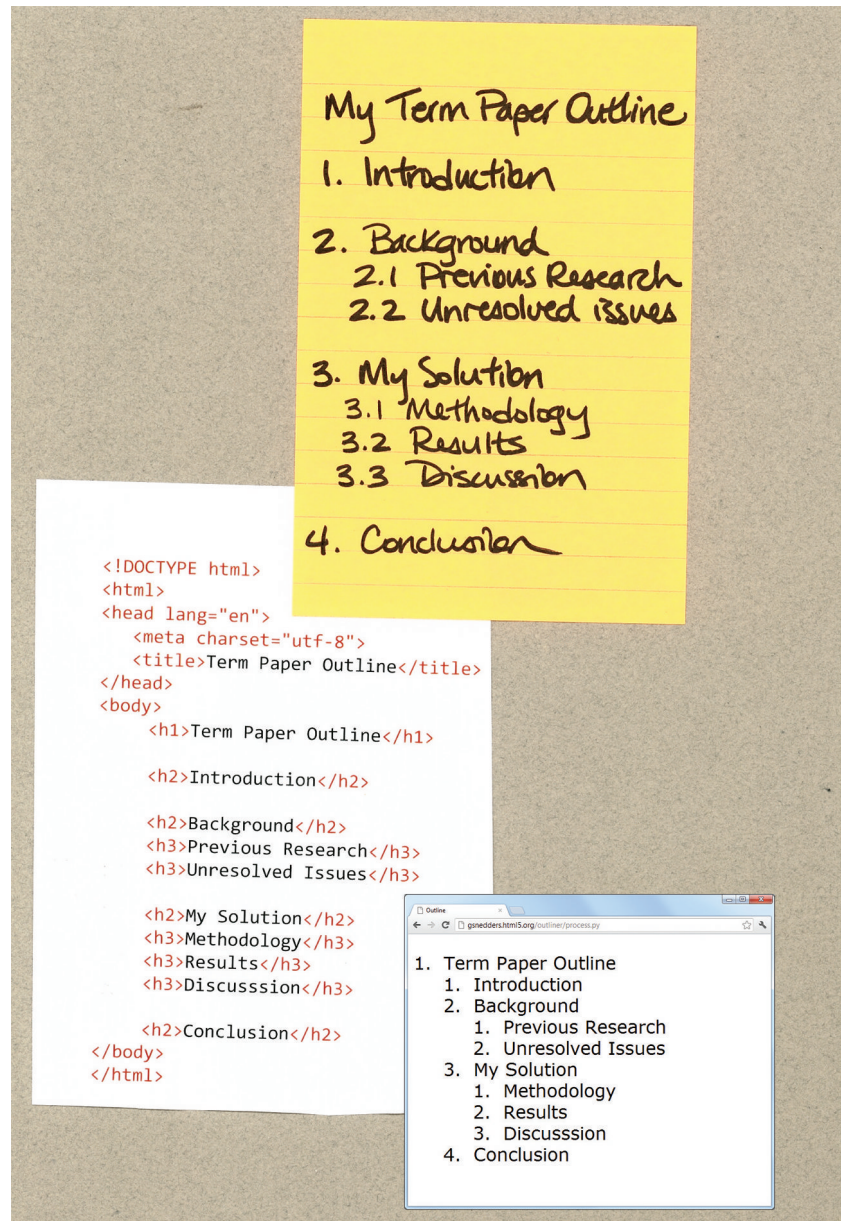 My Term Paper Outline
1. Introduction
2. Background
2.1 Previous Research
2.2 Unresolved issues
3. My Solution
3.1 Methodology
3.2 Results
3.3 Discussion
4. Conclusion
<!DOCTYPE html>
<html>
<head lang="en">
<meta charset="utf-8">
<title>Term Paper Outline</title>
</head>
<body>
<h1>Term Paper Outline</h1>
<h2>Introduction</h2>
<h2>Background</h2>
<h3>Previous Research</h3>
<h3>Unresolved Issues</h3>
<h2>My Solution</h2>
<h3>Methodology</h3>
<h3>Results</h3>
<h3>Discusssion</h3>
<h2>Conclusion</h2>
</body>
</html>
Outline
gsnedders.html5.org/outliner/process.py
1. Term Paper Outline
1. Introduction
2. Background
1. Previous Research
2. Unresolved Issues
3. My Solution
1. Methodology
2. Results
3. Discusssion
4. Conclusion